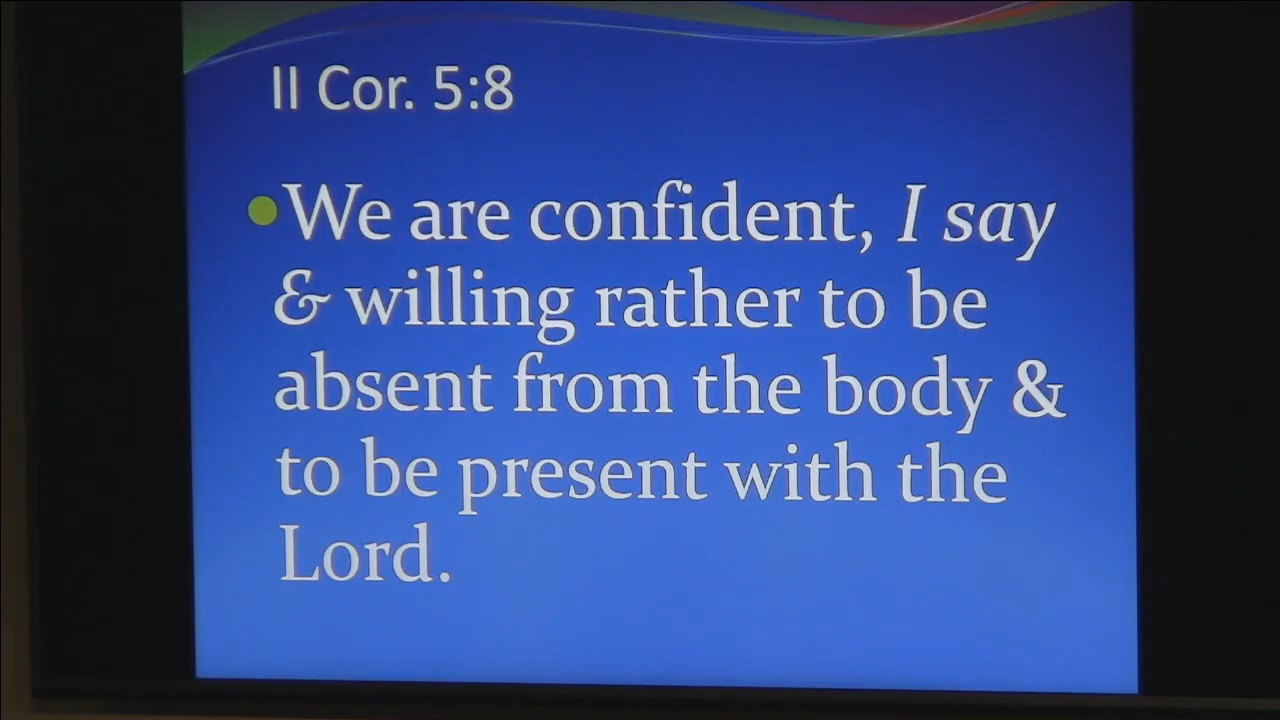 II Cor. 5:8
We are confident, I say
& willing rather to be
absent from the body &
to be present with the
Lord.